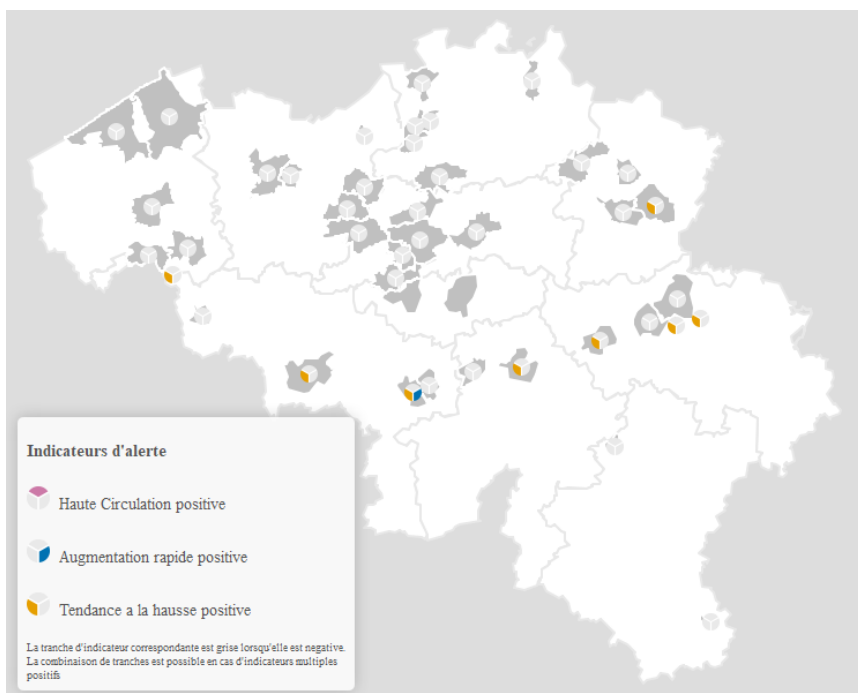 Indicateurs d'alerte
Haute Circulation positive
Augmentation rapide positive
Tendance a la hausse positive
La tranche d'indicateur correspondante est grise lorsqu'elle est negative.
La combinaison de tranches est possible en cas d'indicateurs multiples
positifs